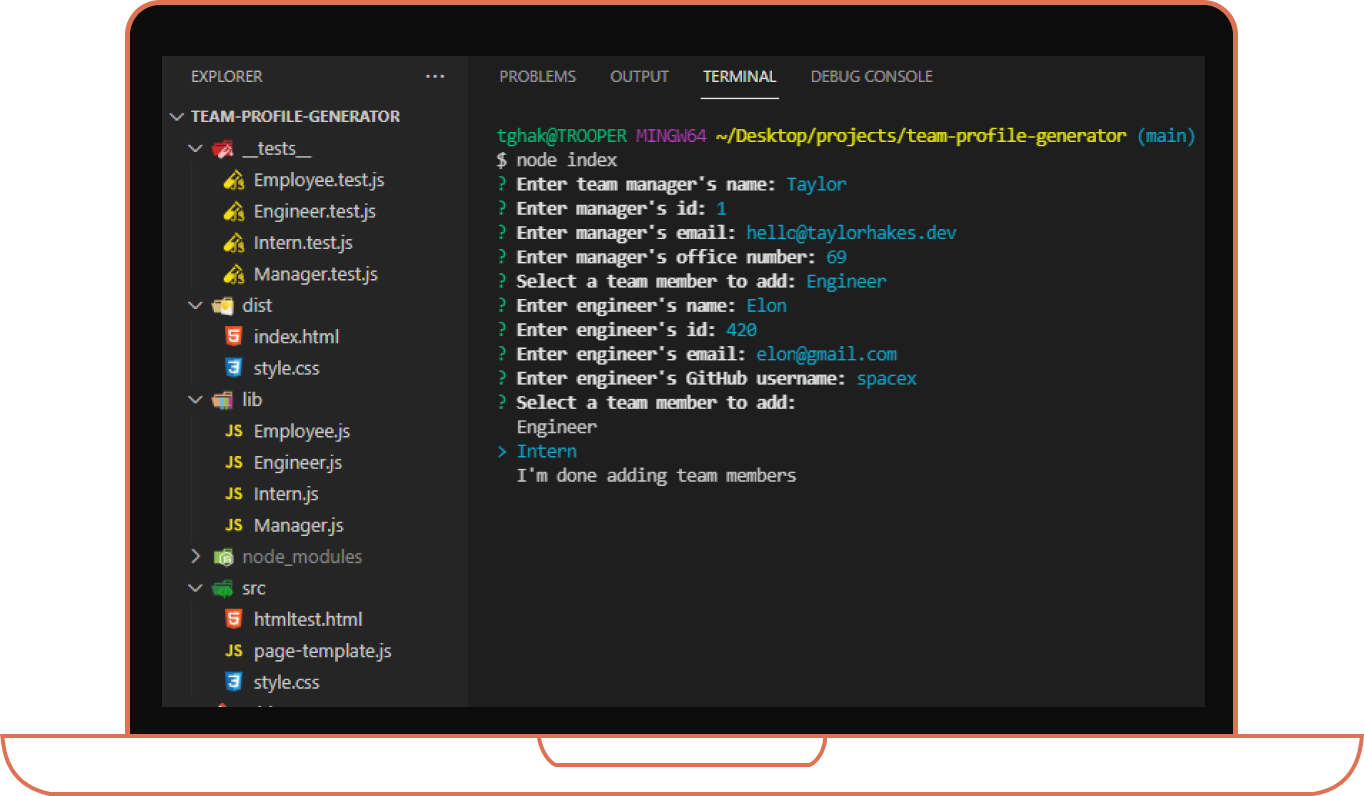 EXPLORER
TEAM-PROFILE-GENERATOR
__tests__
Employee.test.js
Engineer.test.js
Intern.test.js
Manager.test.js
dist
index.html
style.css
lib
JS Employee.js
JS Engineer.js
JS Intern.js
JS Manager.js
node_modules
src
htmltest.html
JS page-template.js
style.css
PROBLEMS OUTPUT TERMINAL DEBUG CONSOLE
tghak@TROOPER MINGW64 ~/Desktop/projects/team-profile-generator (main)
$ node index
? Enter team manager's name: Taylor
? Enter manager's id: 1
? Enter manager's email: hello@taylorhakes.dev
? Enter manager's office number: 69
? Select a team member to add: Engineer
? Enter engineer's name: Elon
? Enter engineer's id: 420
? Enter engineer's email: elon@gmail.com
? Enter engineer's GitHub username: spacex
? Select a team member to add:
Engineer
> Intern
I'm done adding team members